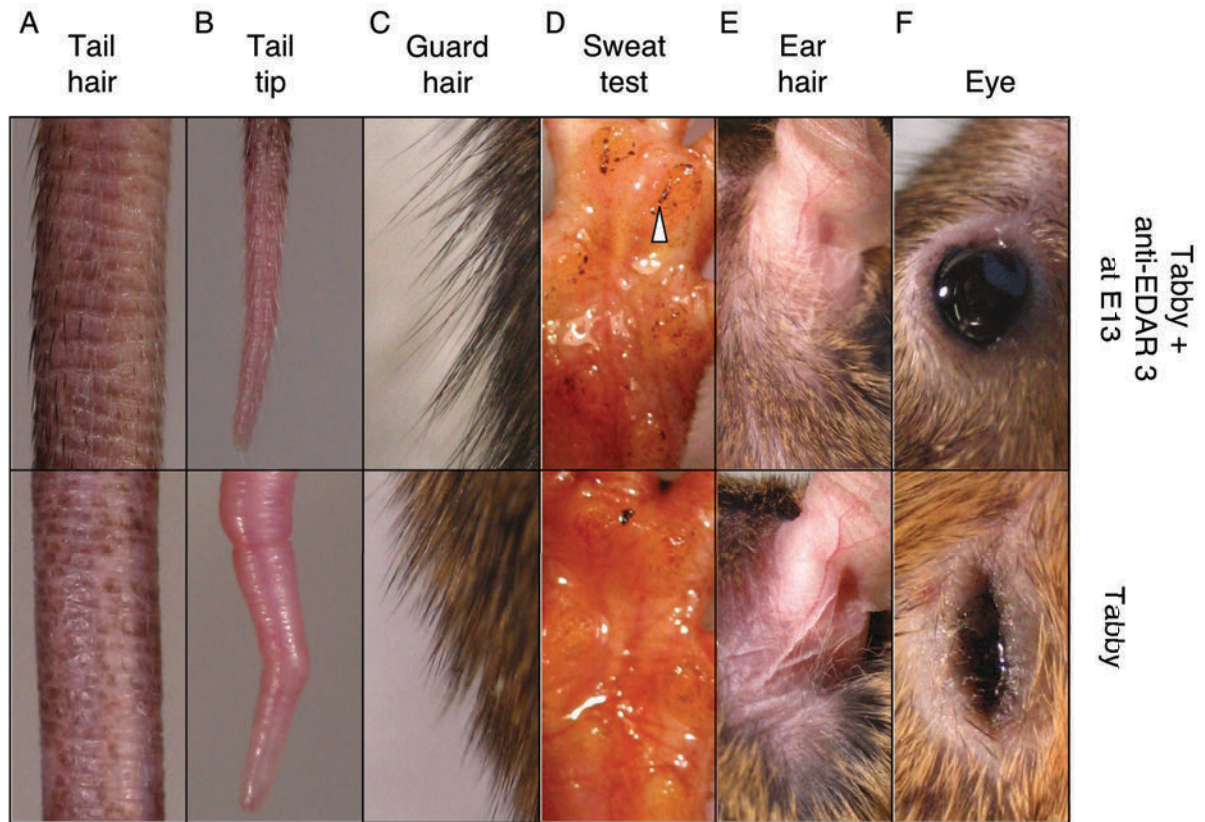 A
Tail
hair
B
Tail
tip
C
Guard
hair
D
Sweat
test
E
Ear
hair
F
Eye
Tabby +
anti-EDAR 3
at E13
Tabby